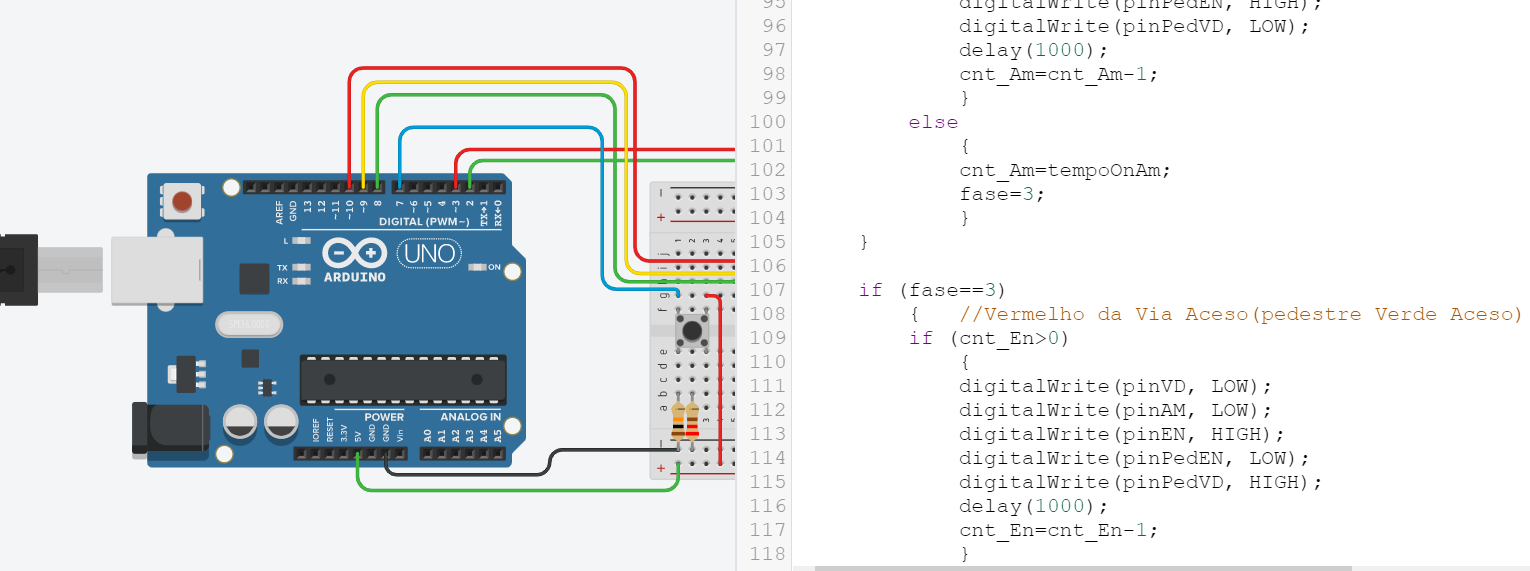 AREF
GND
13
12
~11
~10
~9
8
7
~6
~5
4
~3
2
TX→1
RX←0
DIGITAL (PWM~)
L
TX
RX
ARDUINO
UNO
ON
POWER
ANALOG IN
IOREF
RESET
3.3V
5V
GND
GND
Vin
A0
A1
A2
A3
A4
A5
1
2
3
4
j
i
h
g
f
e
d
c
b
a
95 digitalWrite(pinPedEN, HIGH);
96 digitalWrite(pinPedVD, LOW);
97 delay(1000);
98 cnt_Am=cnt_Am-1;
99 }
100 else
101 {
102 cnt_Am=tempoOnAm;
103 fase=3;
104 }
105 }
106
107 if (fase==3)
108 { //Vermelho da Via Aceso(pedestre Verde Aceso)
109 if (cnt_En>0)
110 {
111 digitalWrite(pinVD, LOW);
112 digitalWrite(pinAM, LOW);
113 digitalWrite(pinEN, HIGH);
114 digitalWrite(pinPedEN, LOW);
115 digitalWrite(pinPedVD, HIGH);
116 delay(1000);
117 cnt_En=cnt_En-1;
118 }